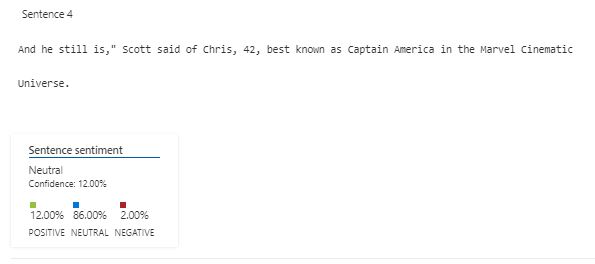 Sentence 4
And he still is," Scott said of Chris, 42, best known as Captain America in the Marvel Cinematic
Universe.
Sentence sentiment
Neutral
Confidence: 12.00%
12.00% 86.00% 2.00%
POSITIVE NEUTRAL NEGATIVE